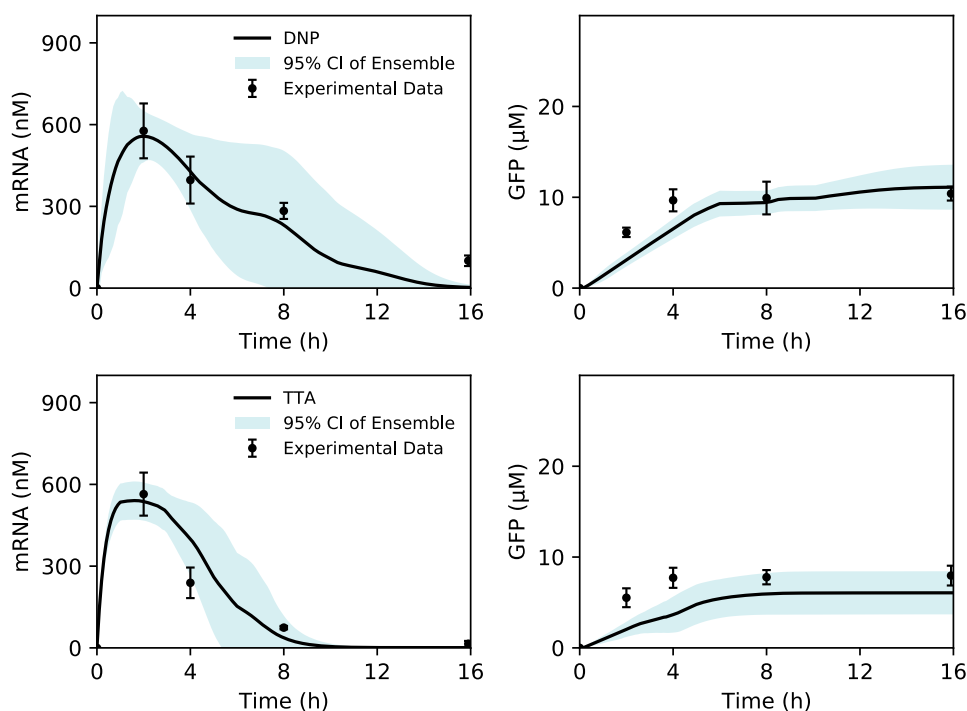 900
600
300
0
mRNA (nM)
DNP
95% CI of Ensemble
Experimental Data
0 4 8 12 16
Time (h)
20
10
0
GFP (μM)
0 4 8 12 16
Time (h)
900
600
300
0
mRNA (nM)
TTA
95% CI of Ensemble
Experimental Data
0 4 8 12 16
Time (h)
20
10
0
GFP (μM)
0 4 8 12 16
Time (h)